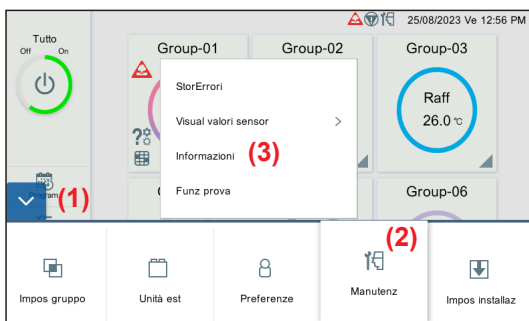 25/08/2023 Ve 12:56 PM
Tutto
Off On
Group-01
Group-02
Group-03
StorErrori
Visual valori sensor >
Informazioni (3)
Funz prova
Raff
26.0 °C
Program.
(1)
Group-06
(2)
Impos gruppo
Unità est
Preferenze
Manutenz
Impos installaz